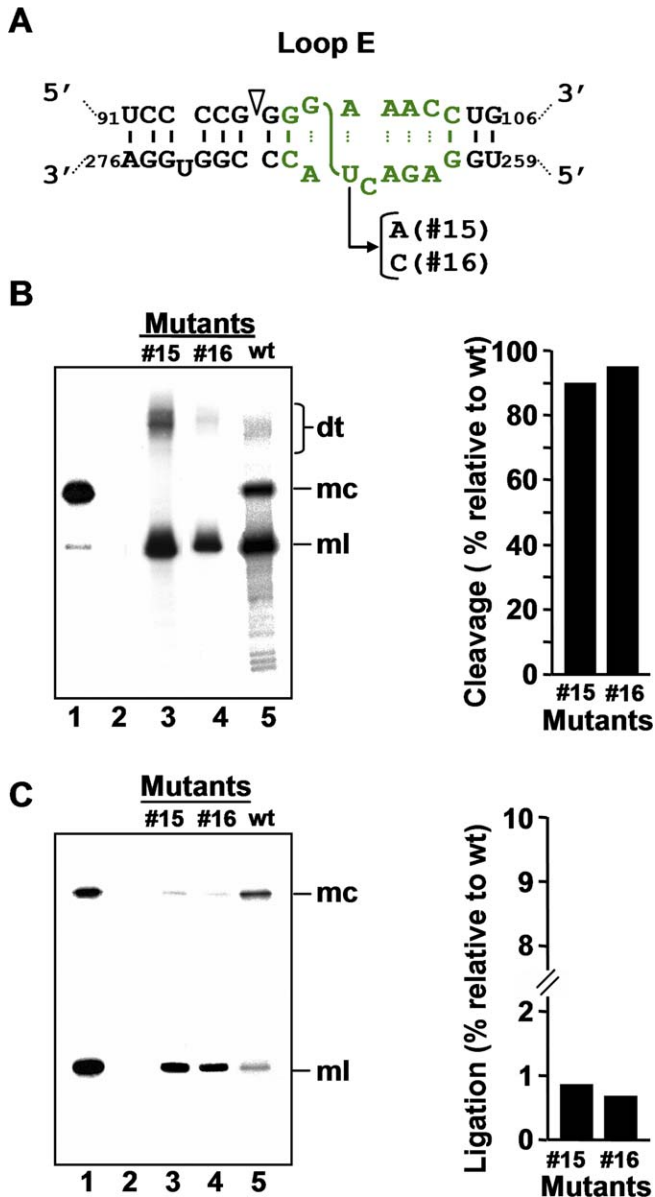 A
Loop E
5′ 3′
91UCC CCG G G G A AAC C UG106
276AGG U GGCC C C A U C AGA G GU259
3′ 5′
A(#15)
C(#16)
B
Mutants
#15 #16 wt
dt
mc
ml
1 2 3 4 5
Cleavage ( % relative to wt)
100
80
60
40
20
0
#15 #16
Mutants
C
Mutants
#15 #16 wt
mc
ml
1 2 3 4 5
Ligation (% relative to wt)
10
9
8
2
1
0
#15 #16
Mutants